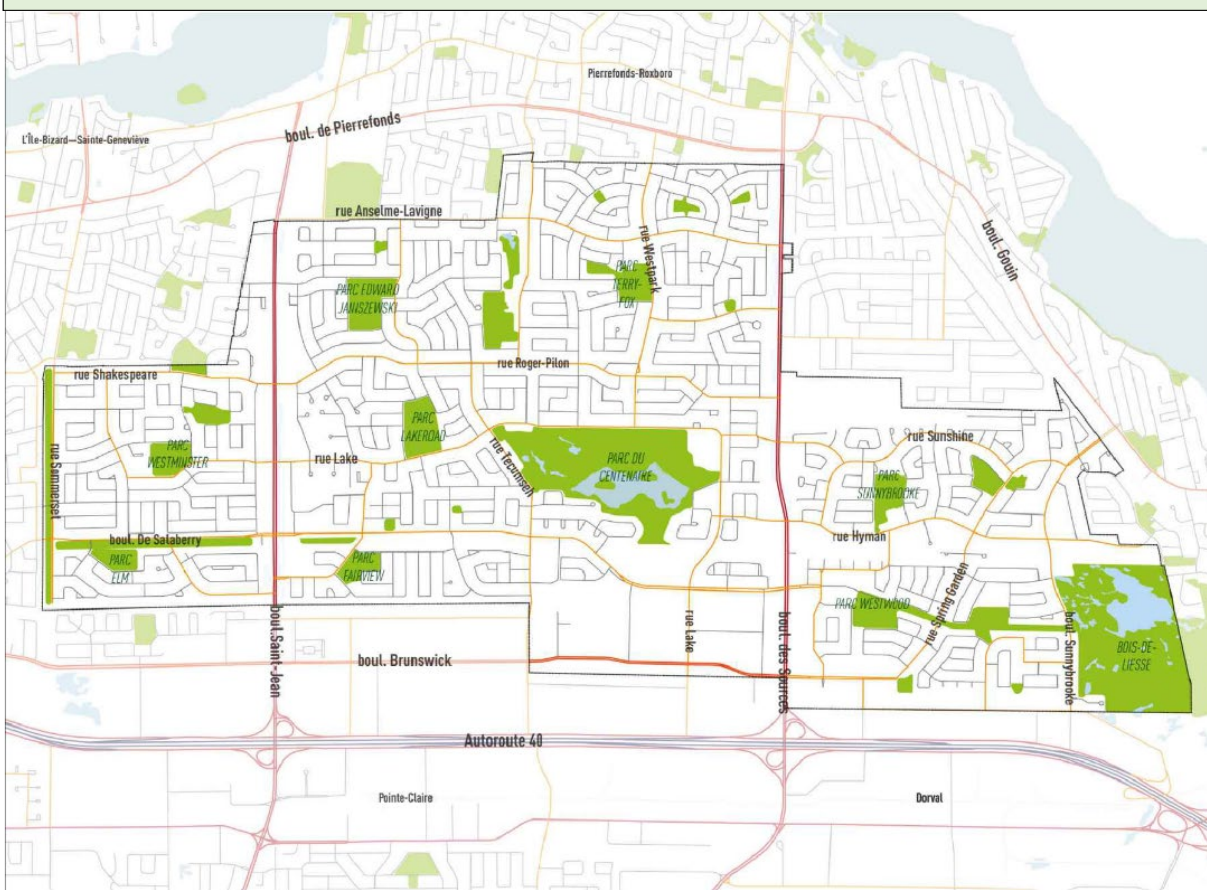 Pierrefonds-Roxboro
boul. de Pierrefonds
L'Île-Bizard—Sainte-Geneviève
rue Anselme-Lavigne
boul. Gouin
rue Westpark
PARC
TERRY-
FOX
PARC EDWARD
JANISZEWSKI
rue Roger-Pilon
rue Shakespeare
PARC
LAKEROAD
rue Sunshine
PARC
WESTMINSTER
rue Lake
rue Tecumseh
PARC DU
CENTENAIRE
PARC
SUNNYBROOKE
rue Sommerset
boul. De Salaberry
rue Hyman
PARC
ELM
PARC
FAIRVIEW
PARC WESTWOOD
rue Spring Garden
boul.Saint-Jean
rue Lake
boul. des Sources
boul. Sunnybrooke
BOIS-DE-
LIESSE
boul. Brunswick
Autoroute 40
Pointe-Claire
Dorval